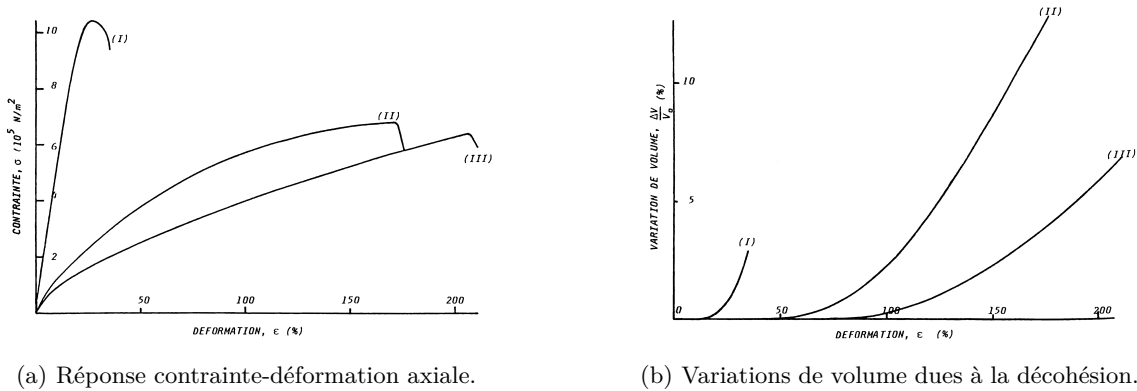 10
8
6
4
2
50
100
150
200
(I)
(II)
(III)
CONTRAINTE, σ (10⁵ N/m²
DEFORMATION, ε (%)
(a) Réponse contrainte-déformation axiale.
10
5
0
50
100
150
200
(I)
(II)
(III)
VARIATION DE VOLUME, ΔV/V₀ (%)
DEFORMATION, ε (%)
(b) Variations de volume dues à la décohésion.